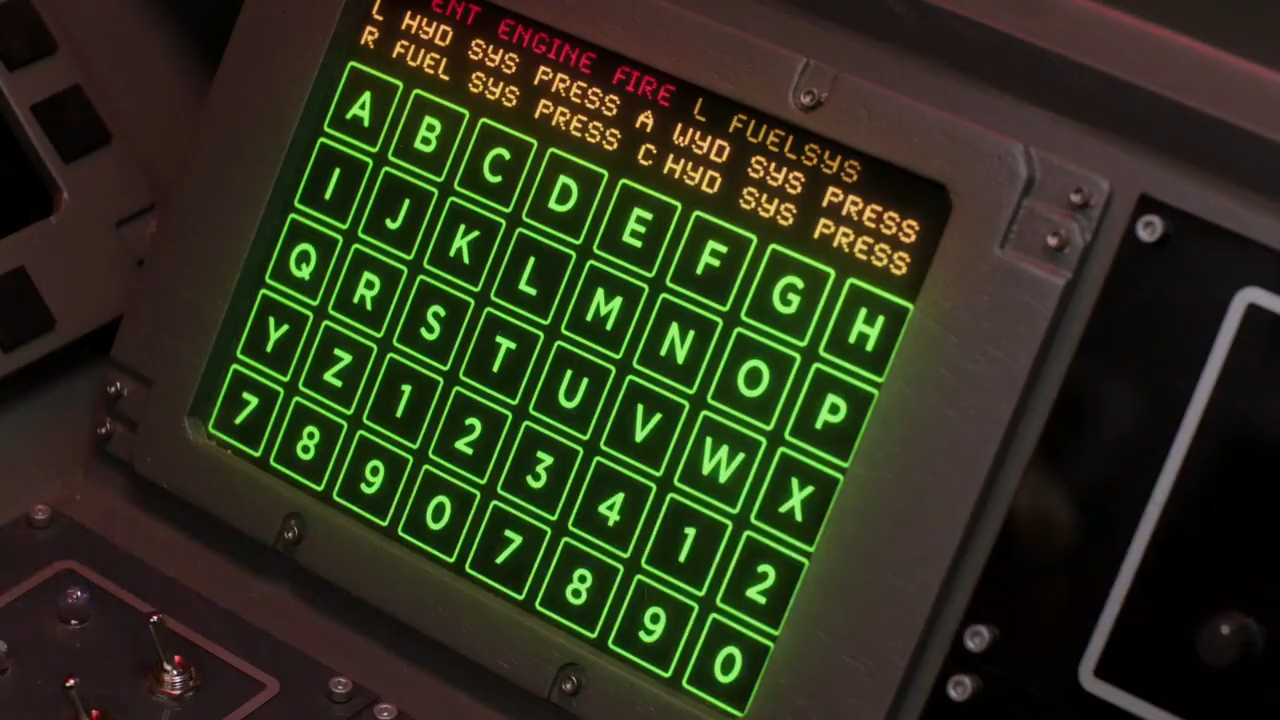 ENT ENGINE FIRE L FUELSYS
L HYD SYS PRESS A WYD SYS PRESS
R FUEL SYS PRESS C HYD SYS PRESS
A B C D E F G H
I J K L M N O P
Q R S T U V W X
Y Z 1 2 3 4 1 2
7 8 9 0 7 8 9 0